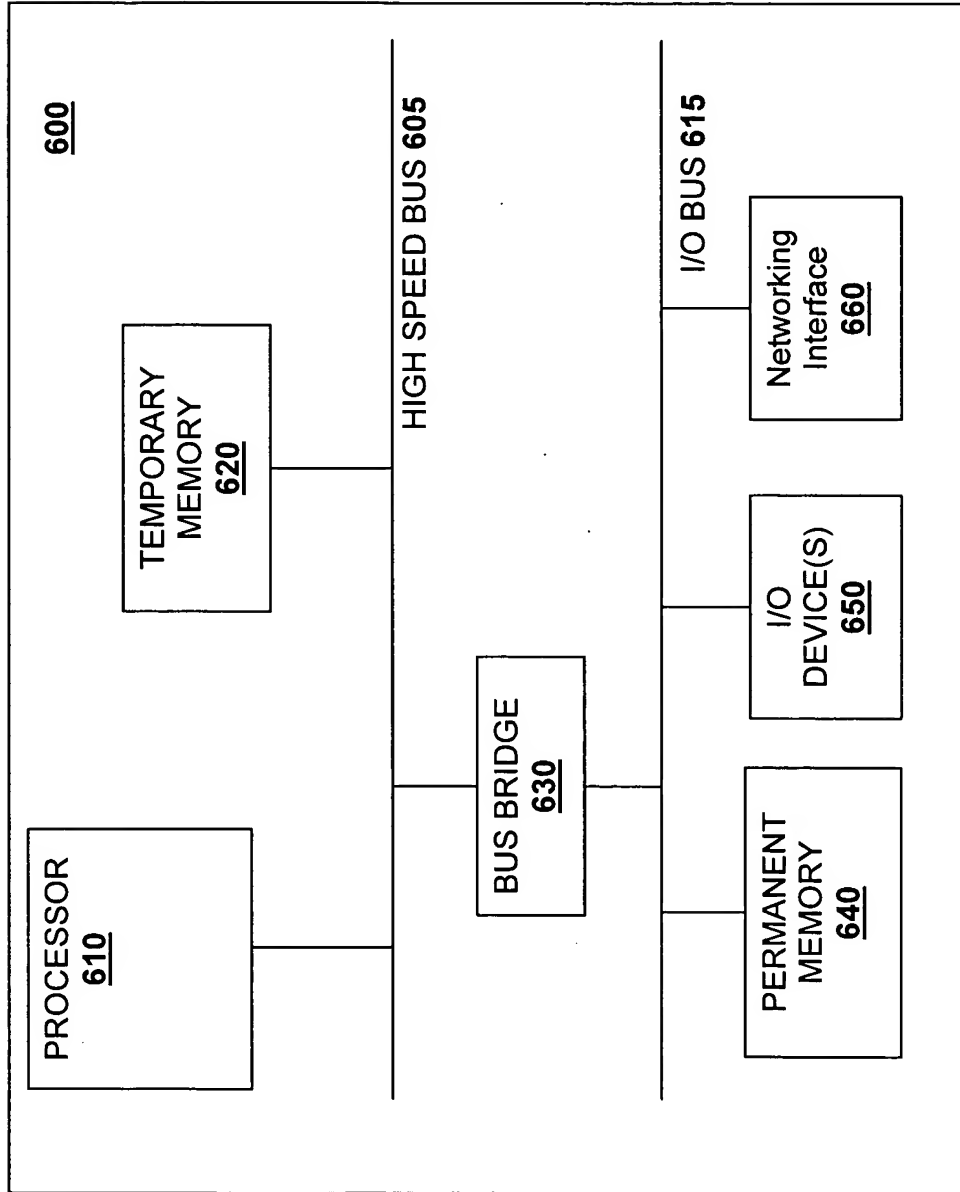 600
PROCESSOR
610
TEMPORARY
MEMORY
620
HIGH SPEED BUS 605
BUS BRIDGE
630
I/O BUS 615
PERMANENT
MEMORY
640
I/O
DEVICE(S)
650
Networking
Interface
660